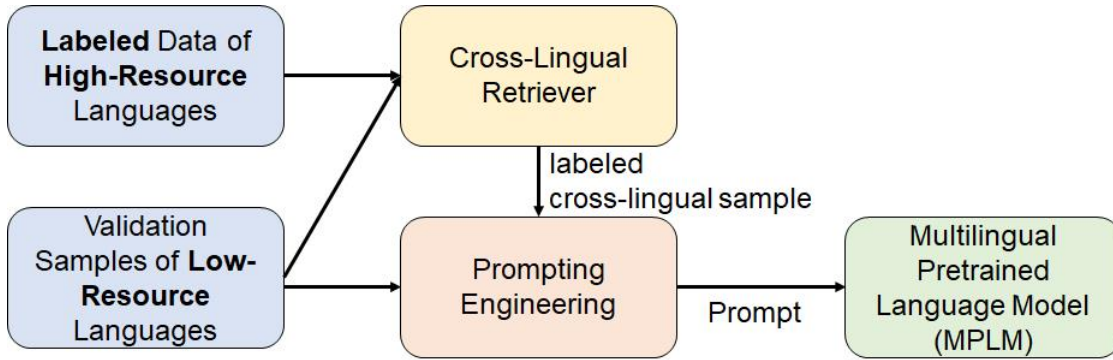 Labeled Data of
High-Resource
Languages
Cross-Lingual
Retriever
labeled
cross-lingual sample
Validation
Samples of Low-
Resource
Languages
Prompting
Engineering
Prompt
Multilingual
Pretrained
Language Model
(MPLM)